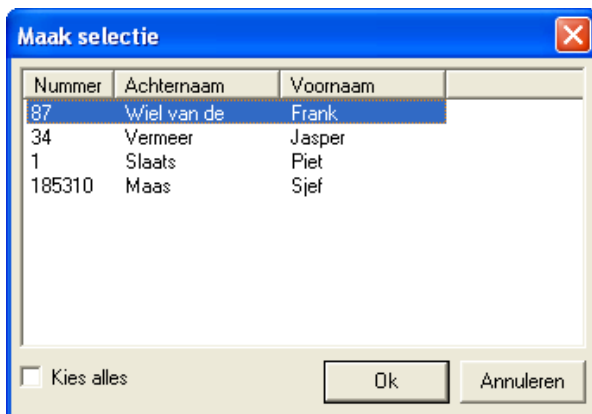 Maak selectie
Nummer Achternaam Voornaam
87 Wiel van de Frank
34 Vermeer Jasper
1 Slaats Piet
185310 Maas Sjef
Kies alles Ok Annuleren